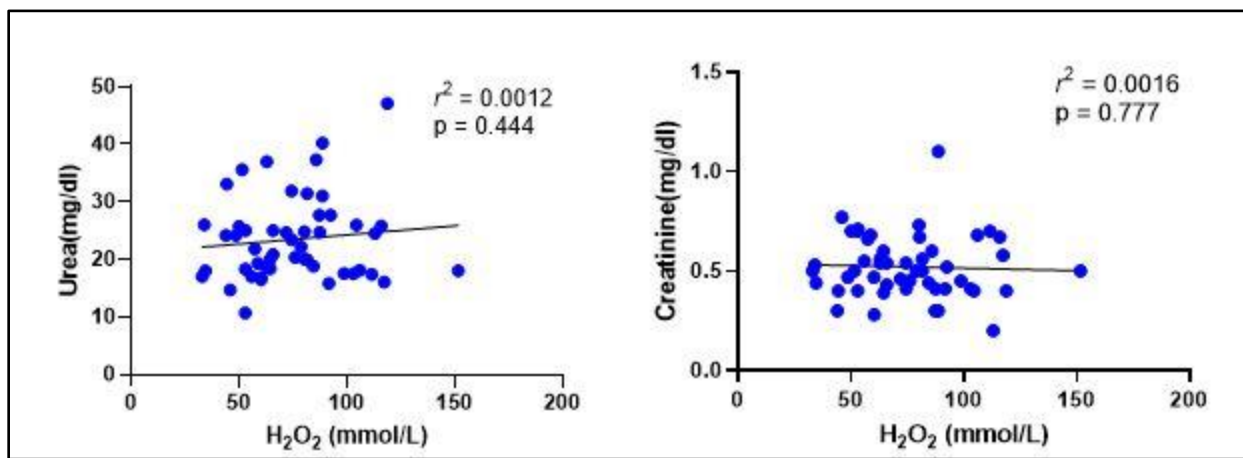 r² = 0.0012
p = 0.444
50
40
30
20
10
0
Urea(mg/dl)
0 50 100 150 200
H₂O₂ (mmol/L)
r² = 0.0016
p = 0.777
1.5
1.0
0.5
0.0
Creatinine(mg/dl)
0 50 100 150 200
H₂O₂ (mmol/L)